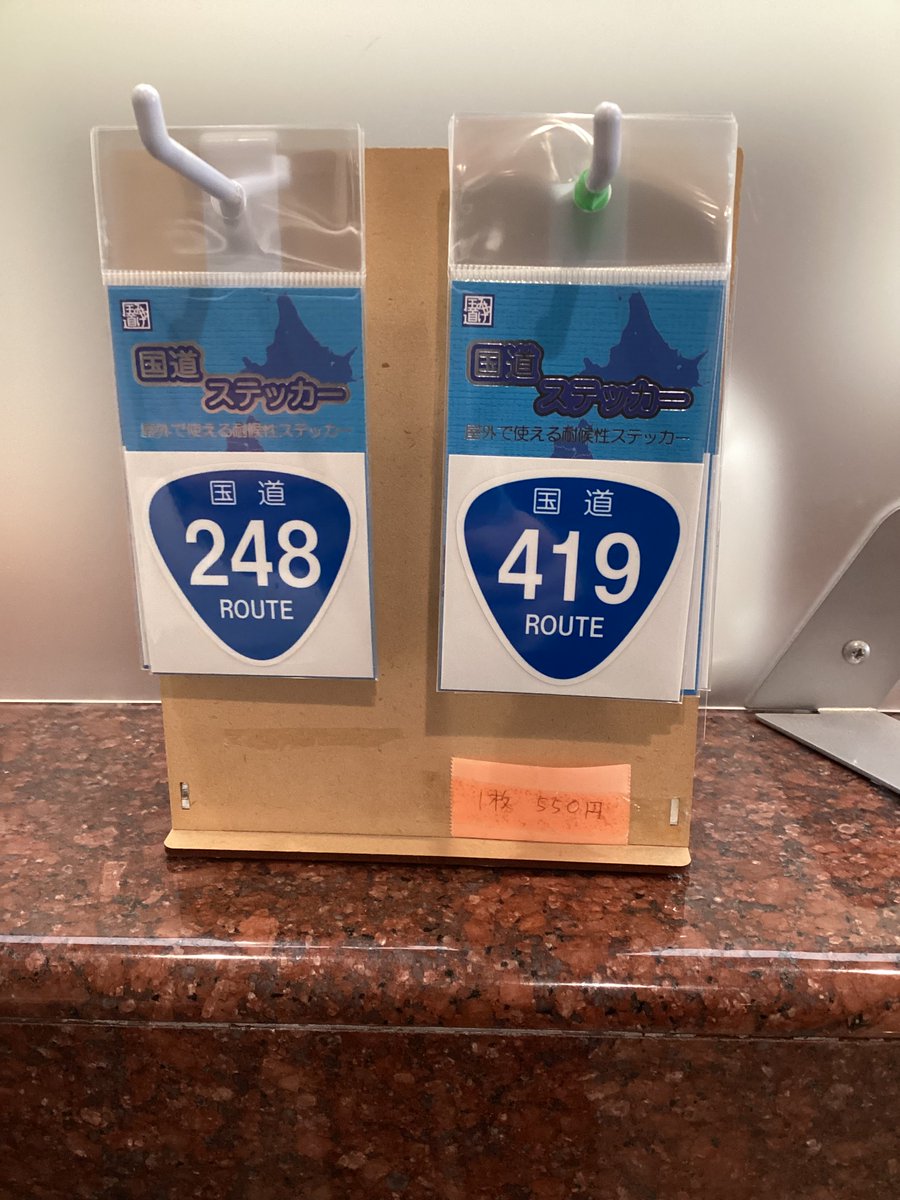 国道
ステッカー
屋外で使える耐候性ステッカー
国道
248
ROUTE
国道
ステッカー
屋外で使える耐候性ステッカー
国道
419
ROUTE
1枚 550円